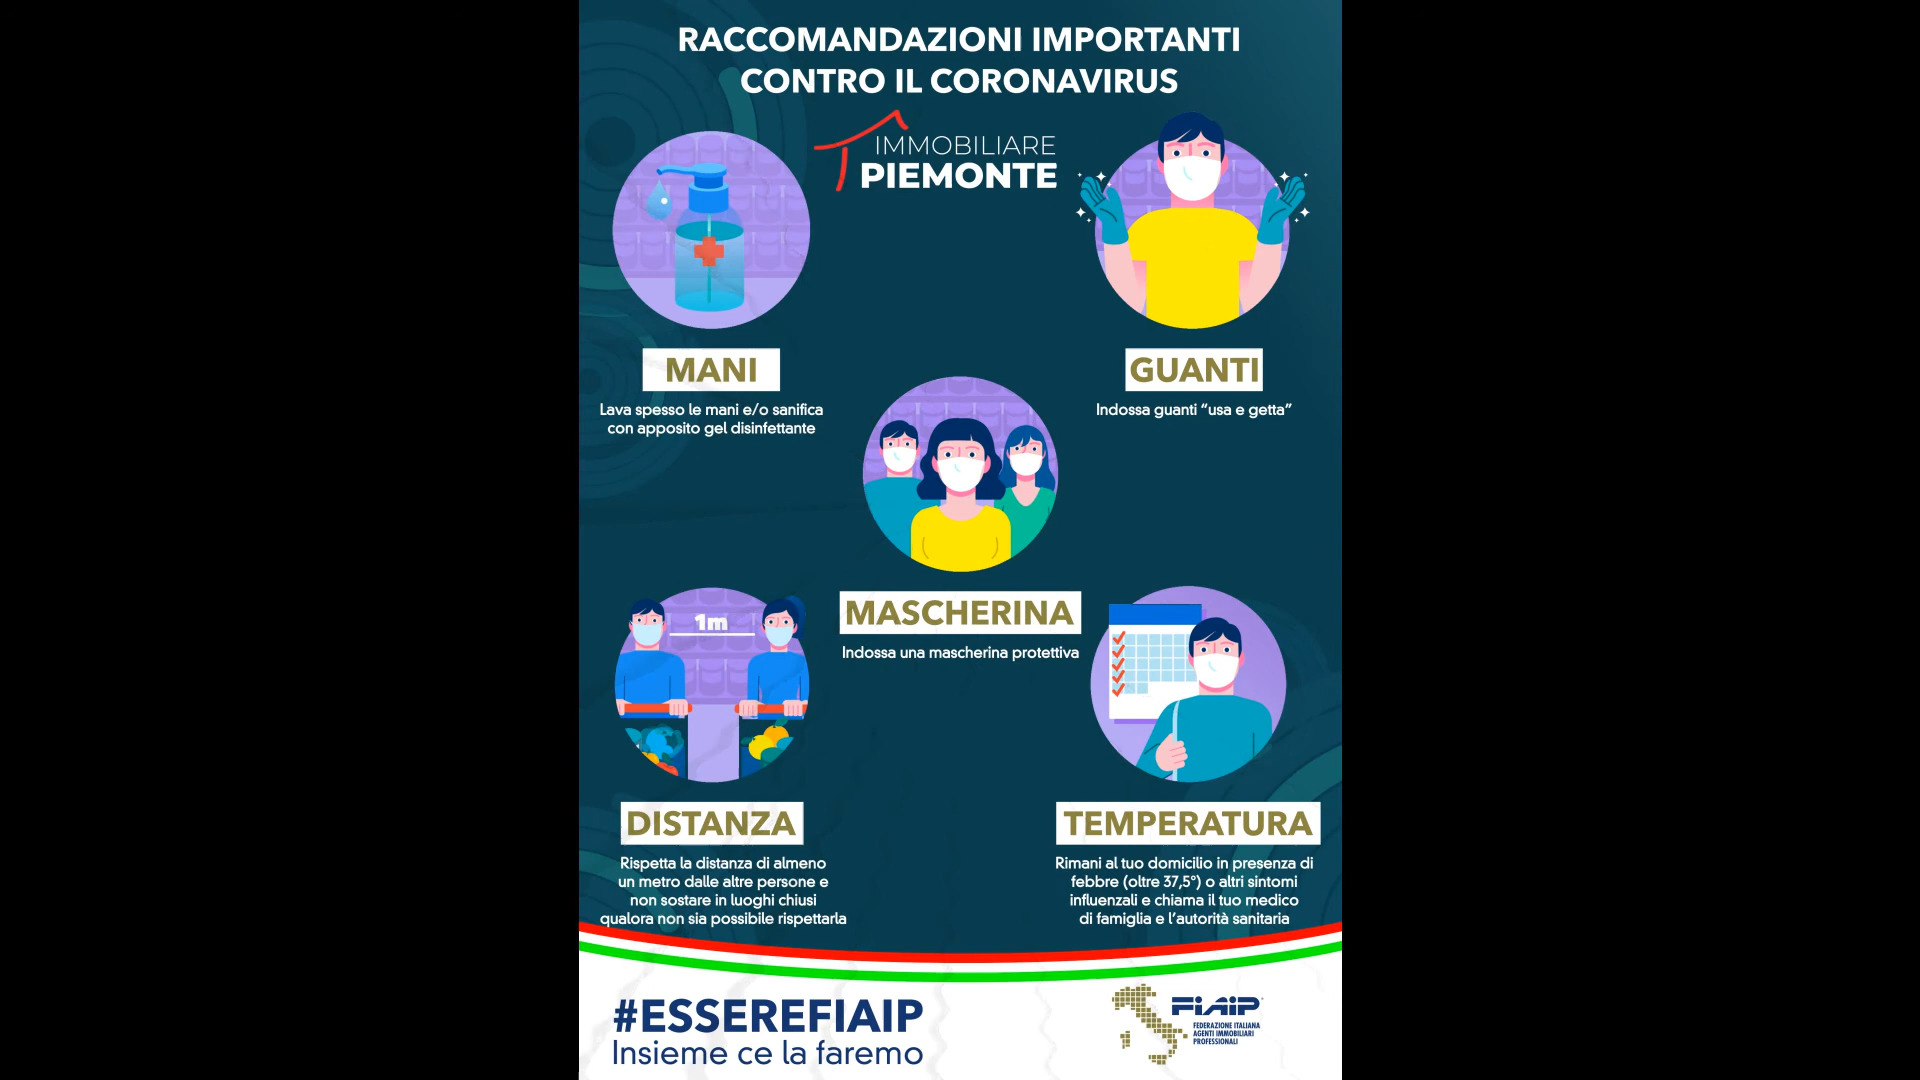 RACCOMANDAZIONI IMPORTANTI
CONTRO IL CORONAVIRUS
IMMOBILIARE
PIEMONTE
MANI
Lava spesso le mani e/o sanifica
con apposito gel disinfettante
GUANTI
Indossa guanti “usa e getta”
MASCHERINA
Indossa una mascherina protettiva
1m
DISTANZA
Rispetta la distanza di almeno
un metro dalle altre persone e
non sostare in luoghi chiusi
qualora non sia possibile rispettarla
TEMPERATURA
Rimani al tuo domicilio in presenza di
febbre (oltre 37,5°) o altri sintomi
influenzali e chiama il tuo medico
di famiglia e l’autorità sanitaria
#ESSEREFIAIP
Insieme ce la faremo
FIAIP
FEDERAZIONE ITALIANA
AGENTI IMMOBILIARI
PROFESSIONALI